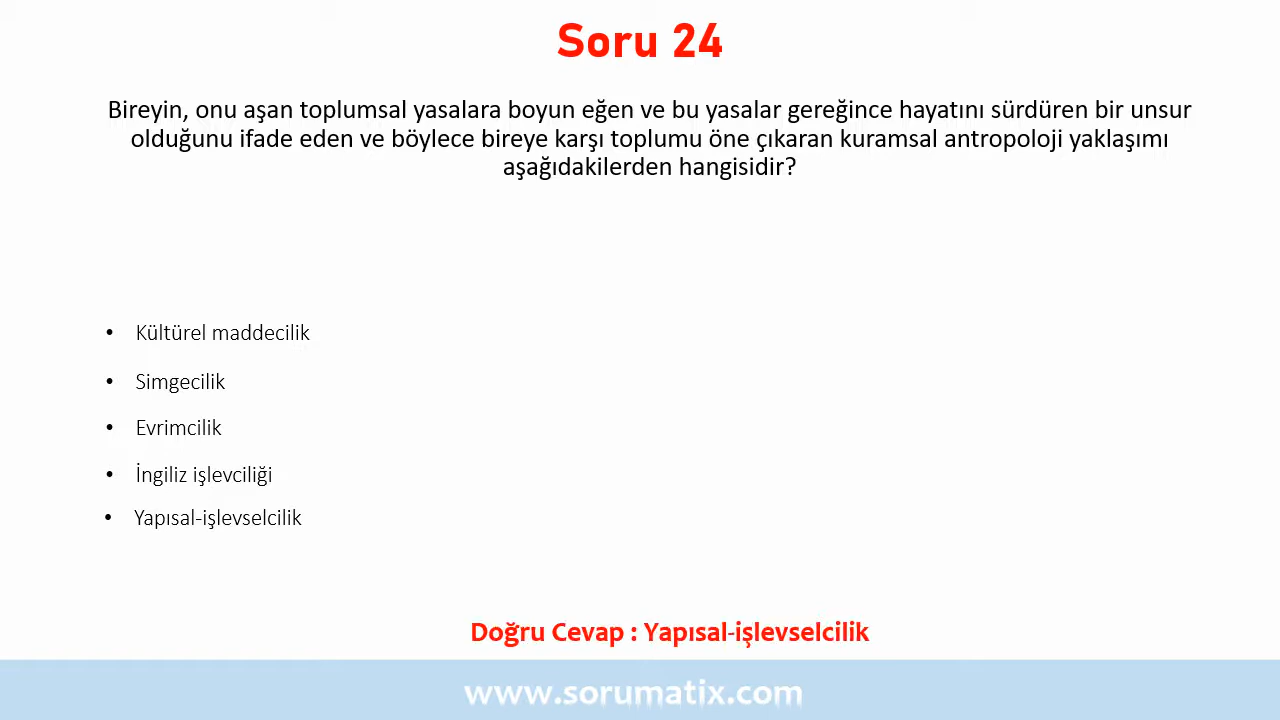 Soru 24
Bireyin, onu aşan toplumsal yasalara boyun eğen ve bu yasalar gereğince hayatını sürdüren bir unsur
olduğunu ifade eden ve böylece bireye karşı toplumu öne çıkaran kuramsal antropoloji yaklaşımı
aşağıdakilerden hangisidir?
• Kültürel maddecilik
• Simgecilik
• Evrimcilik
• İngiliz işlevciliği
• Yapısal-işlevselcilik
Doğru Cevap : Yapısal-işlevselcilik
www.sorumatix.com